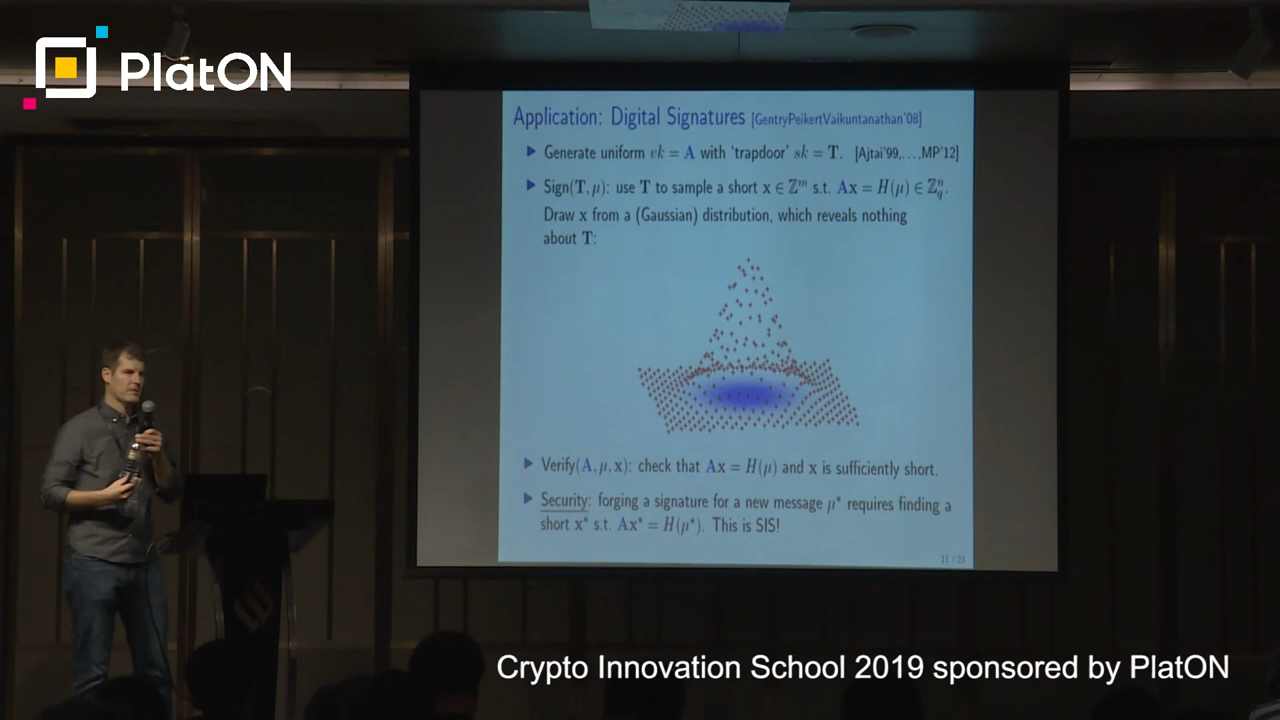 PlatON
Application: Digital Signatures [GentryPeikertVaikuntanathan'08]
Generate uniform vk = A with 'trapdoor' sk = T. [Ajtai'99,...,MP'12]
Sign(T, μ): use T to sample a short x ∈ ℤᵐ s.t. Ax = H(μ) ∈ ℤ_qⁿ.
Draw x from a (Gaussian) distribution, which reveals nothing
about T:
Verify(A, μ, x): check that Ax = H(μ) and x is sufficiently short.
Security: forging a signature for a new message μ* requires finding a
short x* s.t. Ax* = H(μ*). This is SIS!
Crypto Innovation School 2019 sponsored by PlatON